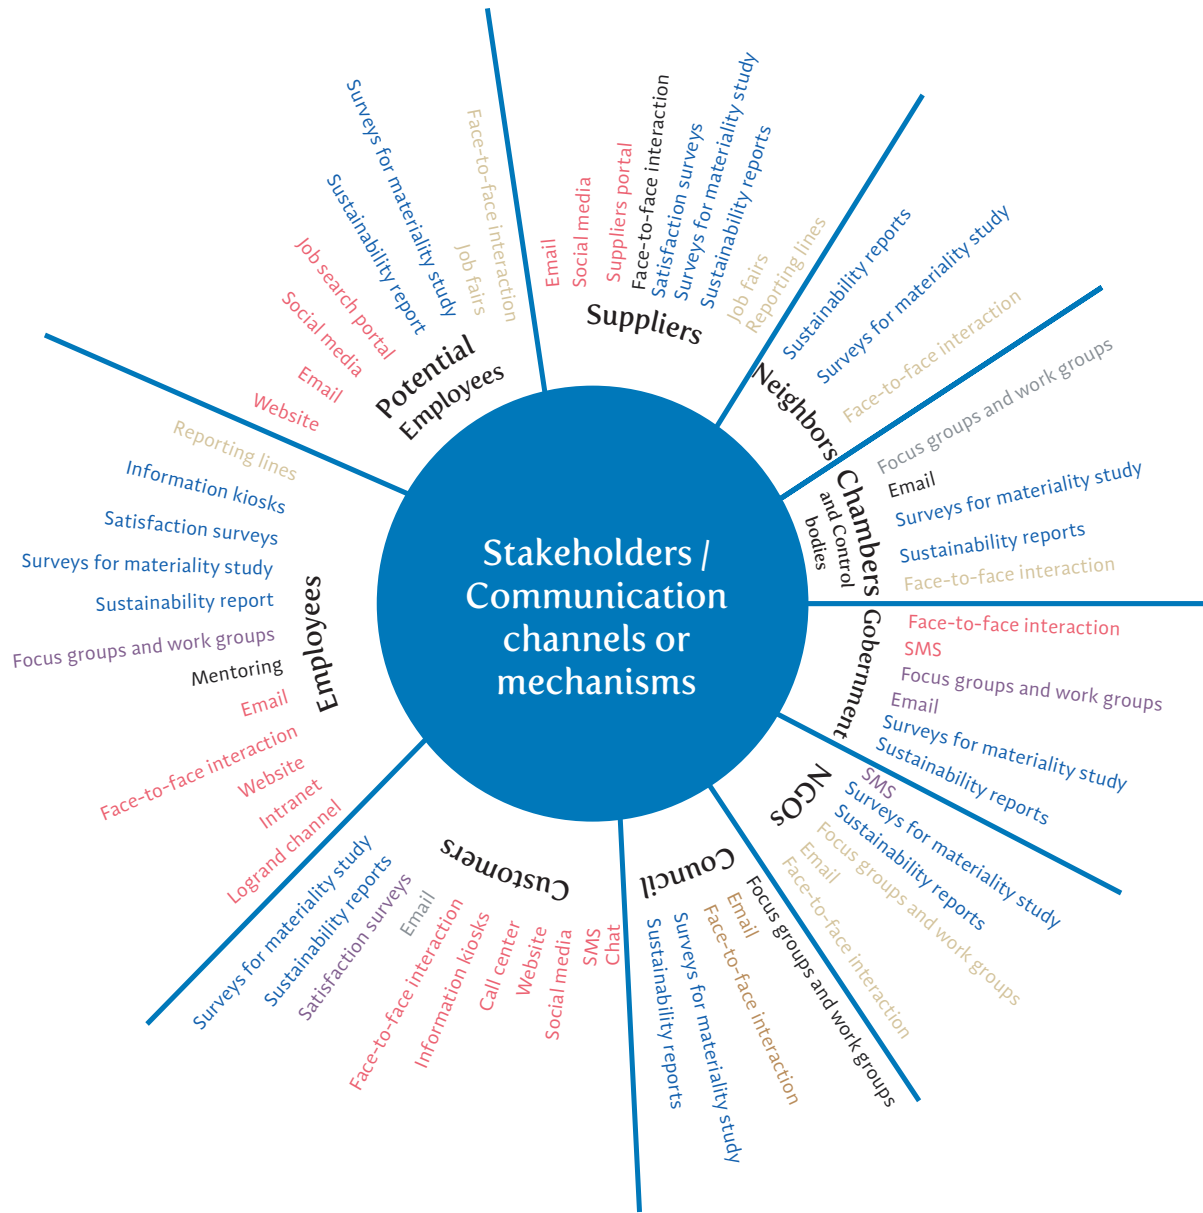 Stakeholders /
Communication
channels or
mechanisms
Suppliers
Email
Social media
Suppliers portal
Face-to-face interaction
Satisfaction surveys
Surveys for materiality study
Sustainability reports
Job fairs
Reporting lines
Neighbors
Sustainability reports
Surveys for materiality study
Face-to-face interaction
Chambers
and Control
bodies
Focus groups and work groups
Email
Surveys for materiality study
Sustainability reports
Face-to-face interaction
Gobernment
Face-to-face interaction
SMS
Focus groups and work groups
Email
Surveys for materiality study
Sustainability reports
NGOs
SMS
Surveys for materiality study
Sustainability reports
Focus groups and work groups
Email
Face-to-face interaction
Council
Focus groups and work groups
Email
Face-to-face interaction
Surveys for materiality study
Sustainability reports
Customers
Chat
SMS
Social media
Website
Call center
Information kiosks
Face-to-face interaction
Email
Satisfaction surveys
Sustainability reports
Surveys for materiality study
Employees
Logrand channel
Intranet
Website
Face-to-face interaction
Email
Mentoring
Focus groups and work groups
Sustainability report
Surveys for materiality study
Satisfaction surveys
Information kiosks
Reporting lines
Potential
Employees
Website
Email
Social media
Job search portal
Sustainability report
Surveys for materiality study
Job fairs
Face-to-face interaction